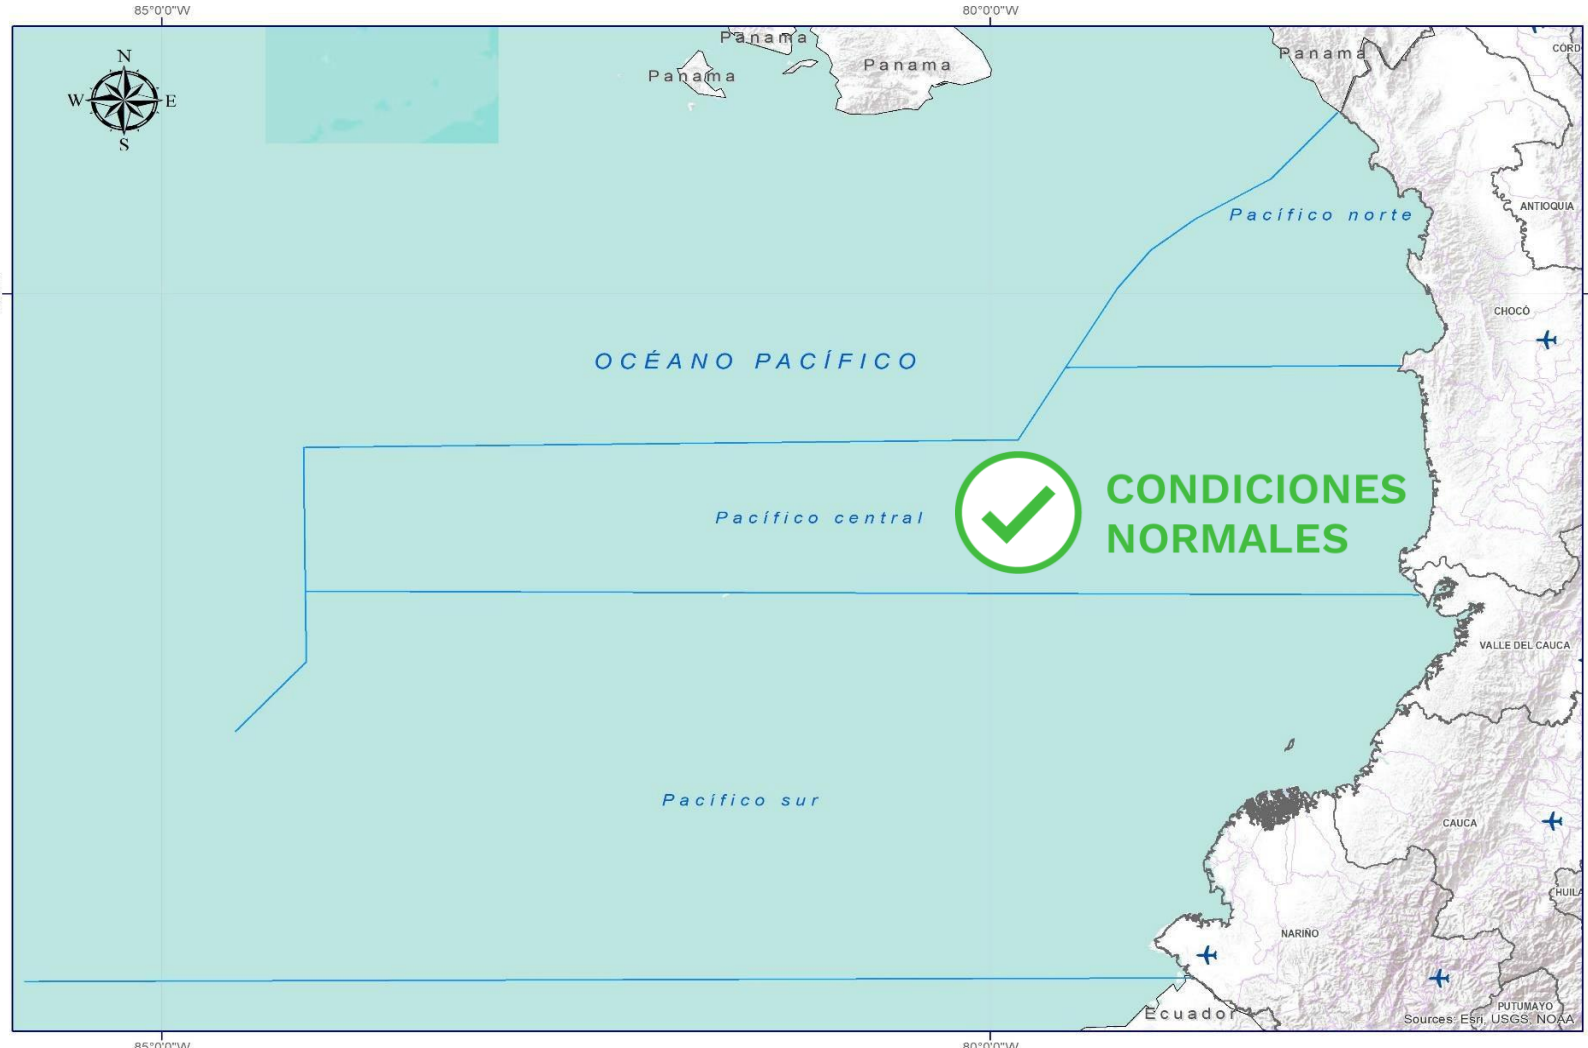 85°0'0"W
80°0'0"W
Panama
Panama
Panama
Panama
CÓRD
N
W E
S
ANTIOQUIA
Pacífico norte
CHOCÓ
OCÉANO PACÍFICO
CONDICIONES
NORMALES
Pacífico central
VALLE DEL CAUCA
Pacífico sur
CAUCA
HUILA
NARIÑO
PUTUMAYO
Ecuador
Sources: Esri, USGS, NOAA
85°0'0"W
80°0'0"W